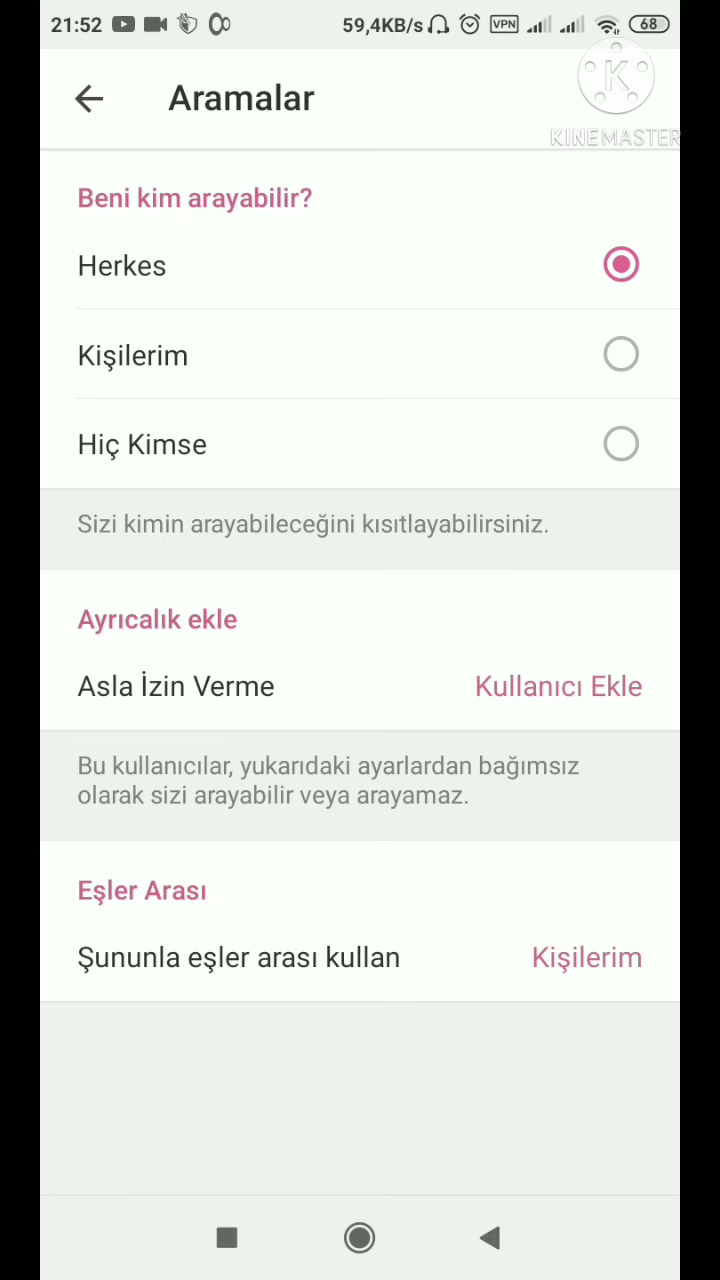 21:52 59,4KB/s VPN 68
Aramalar
K
KINEMASTER
Beni kim arayabilir?
Herkes
Kişilerim
Hiç Kimse
Sizi kimin arayabileceğini kısıtlayabilirsiniz.
Ayrıcalık ekle
Asla İzin Verme Kullanıcı Ekle
Bu kullanıcılar, yukarıdaki ayarlardan bağımsız
olarak sizi arayabilir veya arayamaz.
Eşler Arası
Şununla eşler arası kullan Kişilerim